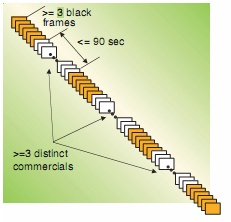 >= 3 black
frames
<= 90 sec
>=3 distinct
commercials